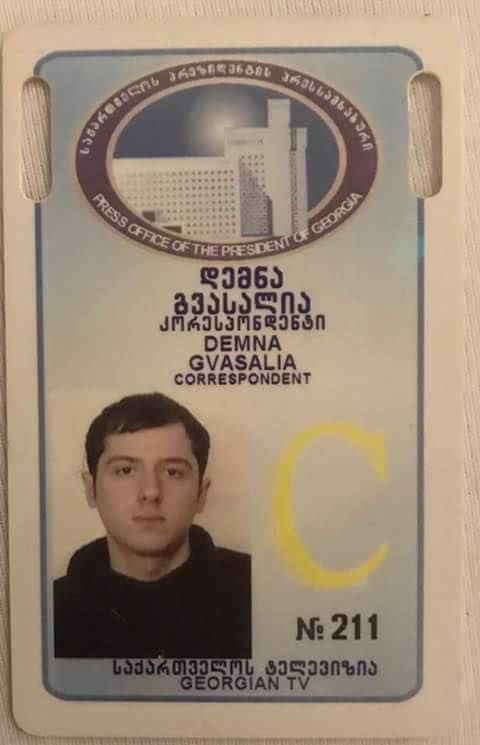 საქართველოს პრეზიდენტის პრესსამსახური
PRESS OFFICE OF THE PRESIDENT OF GEORGIA
დემნა
გვასალია
კორესპონდენტი
DEMNA
GVASALIA
CORRESPONDENT
C
№ 211
საქართველოს ტელევიზია
GEORGIAN TV